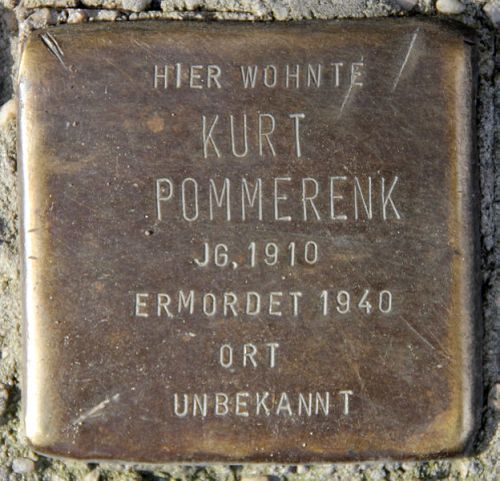 HIER WOHNTE
KURT
POMMERENK
JG. 1910
ERMORDET 1940
ORT
UNBEKANNT